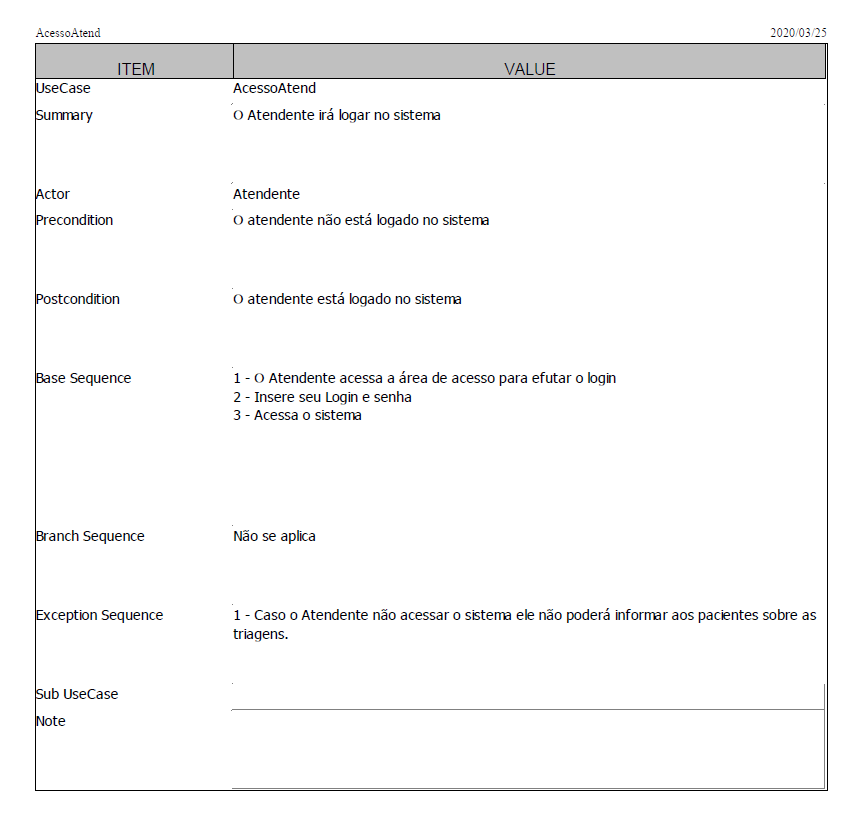 AcessoAtend 2020/03/25
ITEM VALUE
UseCase AcessoAtend
Summary O Atendente irá logar no sistema
Actor Atendente
Precondition O atendente não está logado no sistema
Postcondition O atendente está logado no sistema
Base Sequence 1 - O Atendente acessa a área de acesso para efutar o login
2 - Insere seu Login e senha
3 - Acessa o sistema
Branch Sequence Não se aplica
Exception Sequence 1 - Caso o Atendente não acessar o sistema ele não poderá informar aos pacientes sobre as
triagens.
Sub UseCase
Note